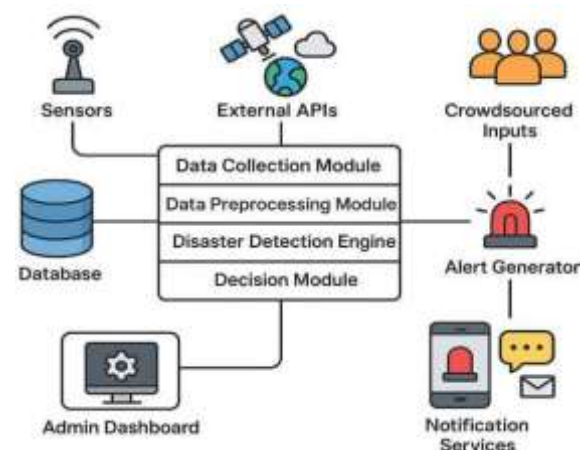 Sensors
External APIs
Crowdsourced
Inputs
Data Collection Module
Data Preprocessing Module
Disaster Detection Engine
Decision Module
Database
Alert Generator
Admin Dashboard
Notification
Services